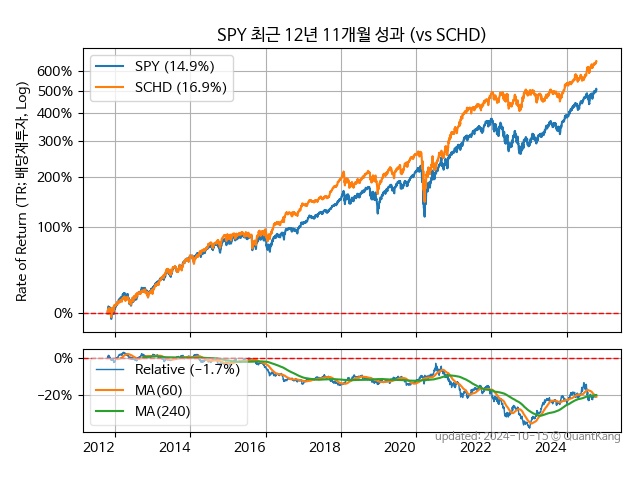 SPY 최근 12년 11개월 성과 (vs SCHD)
Rate of Return (TR; 배당재투자, Log)
600%
500%
400%
300%
200%
100%
0%
SPY (14.9%)
SCHD (16.9%)
0%
−20%
Relative (−1.7%)
MA(60)
MA(240)
updated: 2024-10-15 © QuantKang
2012 2014 2016 2018 2020 2022 2024